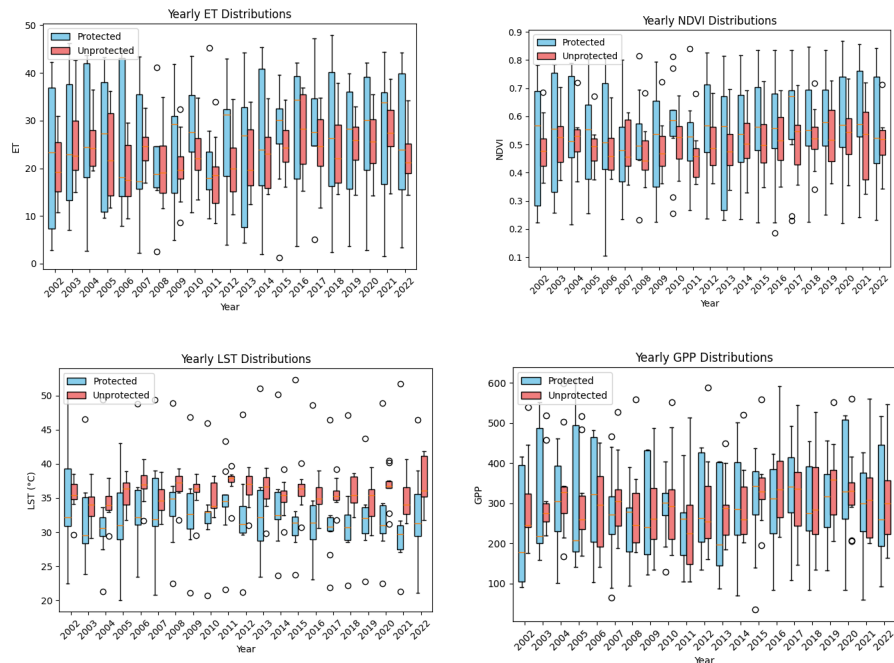 Yearly ET Distributions
Protected
Unprotected
50
40
30
20
10
0
ET
2002 2003 2004 2005 2006 2007 2008 2009 2010 2011 2012 2013 2014 2015 2016 2017 2018 2019 2020 2021 2022
Year
Yearly NDVI Distributions
Protected
Unprotected
0.9
0.8
0.7
0.6
0.5
0.4
0.3
0.2
0.1
NDVI
2002 2003 2004 2005 2006 2007 2008 2009 2010 2011 2012 2013 2014 2015 2016 2017 2018 2019 2020 2021 2022
Year
Yearly LST Distributions
Protected
Unprotected
50
45
40
35
30
25
20
LST (°C)
2002 2003 2004 2005 2006 2007 2008 2009 2010 2011 2012 2013 2014 2015 2016 2017 2018 2019 2020 2021 2022
Year
Yearly GPP Distributions
Protected
Unprotected
600
500
400
300
200
100
GPP
2002 2003 2004 2005 2006 2007 2008 2009 2010 2011 2012 2013 2014 2015 2016 2017 2018 2019 2020 2021 2022
Year